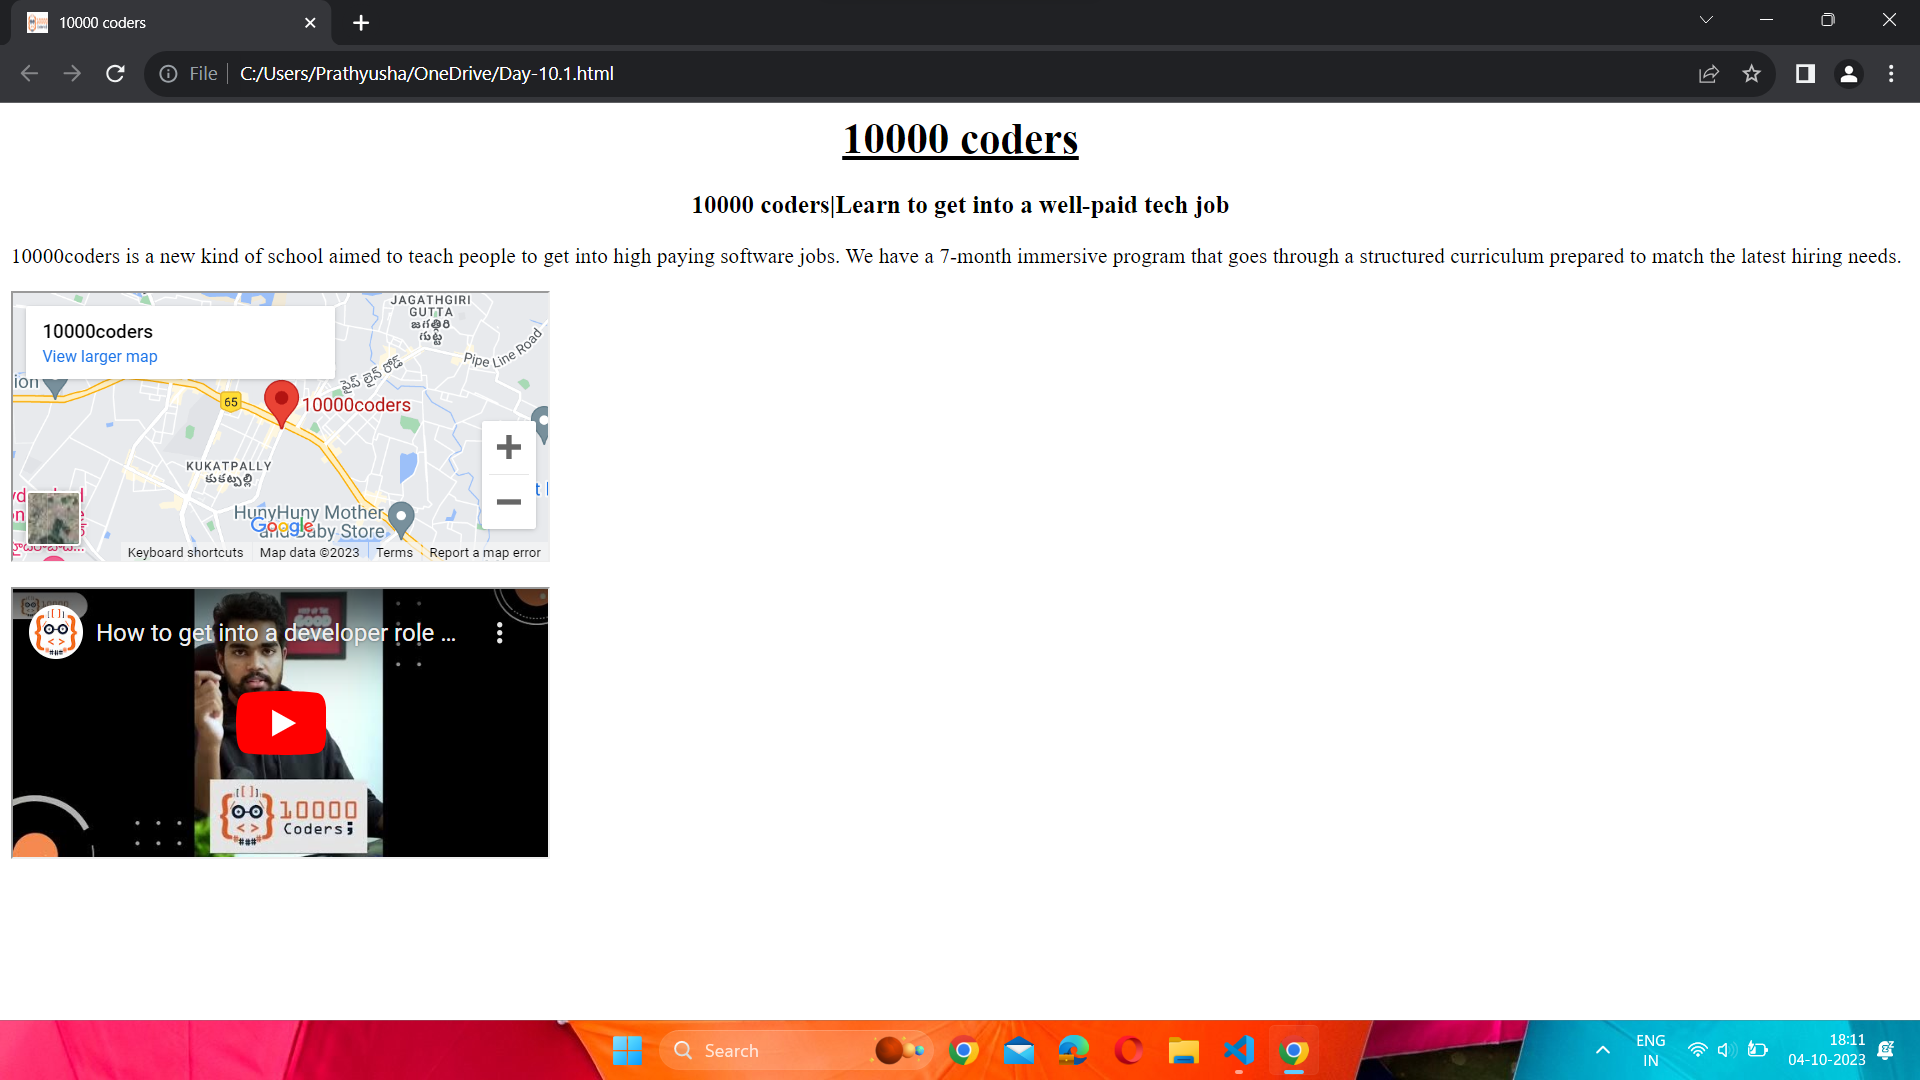 10000 coders
File
C:/Users/Prathyusha/OneDrive/Day-10.1.html
10000 coders
10000 coders|Learn to get into a well-paid tech job
10000coders is a new kind of school aimed to teach people to get into high paying software jobs. We have a 7-month immersive program that goes through a structured curriculum prepared to match the latest hiring needs.
10000coders
View larger map
JAGATHGIRI
GUTTA
జగద్గిరి
గుట్ట
Pipe Line Road
పైప్ లైన్ రోడ్
65
10000coders
KUKATPALLY
కుకట్పల్లి
HunyHuny Mother
and Baby Store
Google
Keyboard shortcuts
Map data ©2023
Terms
Report a map error
How to get into a developer role ...
10000
Coders;
Search
ENG
IN
18:11
04-10-2023